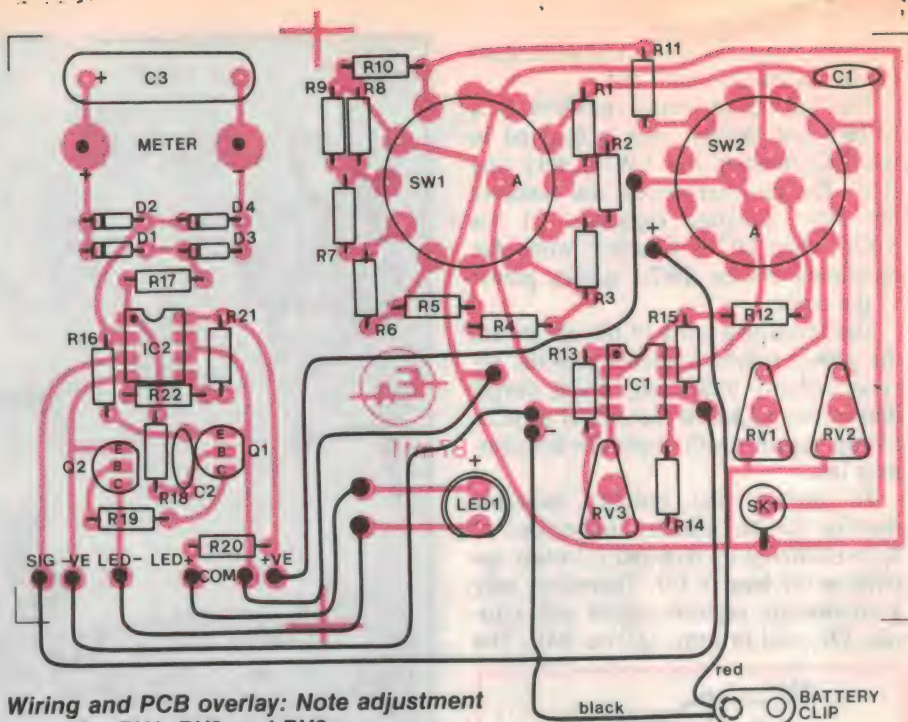 R11
R10
C1
C3
R9
R8
R1
METER
R2
SW2
SW1
A
A
D2
D4
D1
D3
R7
R17
R3
R16
R21
R5
R6
R4
R15
R12
IC2
R13
IC1
R22
EA
RV1
RV2
E
B
C
Q2
E
B
C
Q1
R18
C2
LED1
RV3
SK1
R19
R14
R20
SIG
-VE
LED-
LED+
COM
+VE
red
black
BATTERY
CLIP
Wiring and PCB overlay: Note adjustment